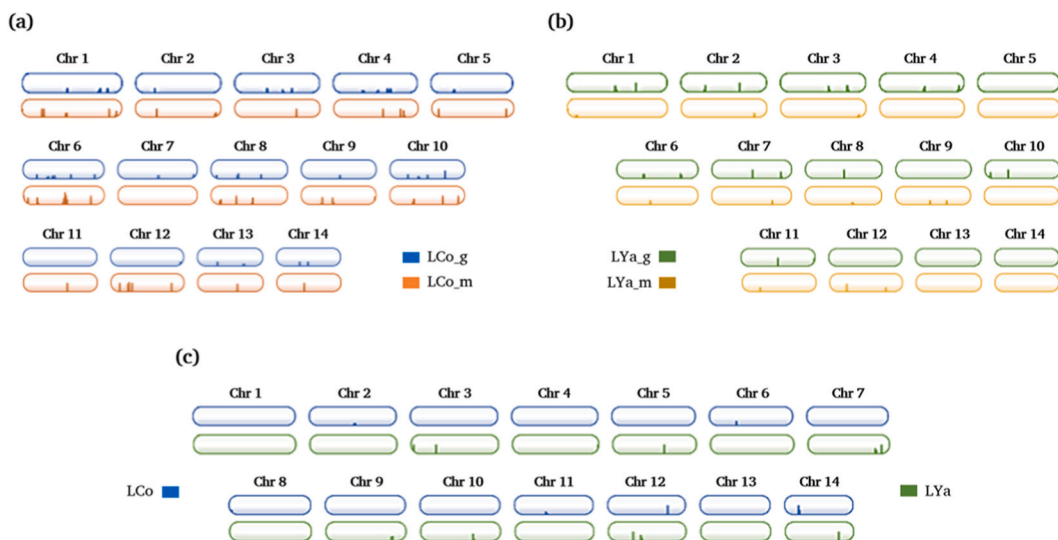 (a)
Chr 1 Chr 2 Chr 3 Chr 4 Chr 5
Chr 6 Chr 7 Chr 8 Chr 9 Chr 10
Chr 11 Chr 12 Chr 13 Chr 14
LCo_g
LCo_m
(b)
Chr 1 Chr 2 Chr 3 Chr 4 Chr 5
Chr 6 Chr 7 Chr 8 Chr 9 Chr 10
Chr 11 Chr 12 Chr 13 Chr 14
LYa_g
LYa_m
(c)
Chr 1 Chr 2 Chr 3 Chr 4 Chr 5 Chr 6 Chr 7
Chr 8 Chr 9 Chr 10 Chr 11 Chr 12 Chr 13 Chr 14
LCo
LYa